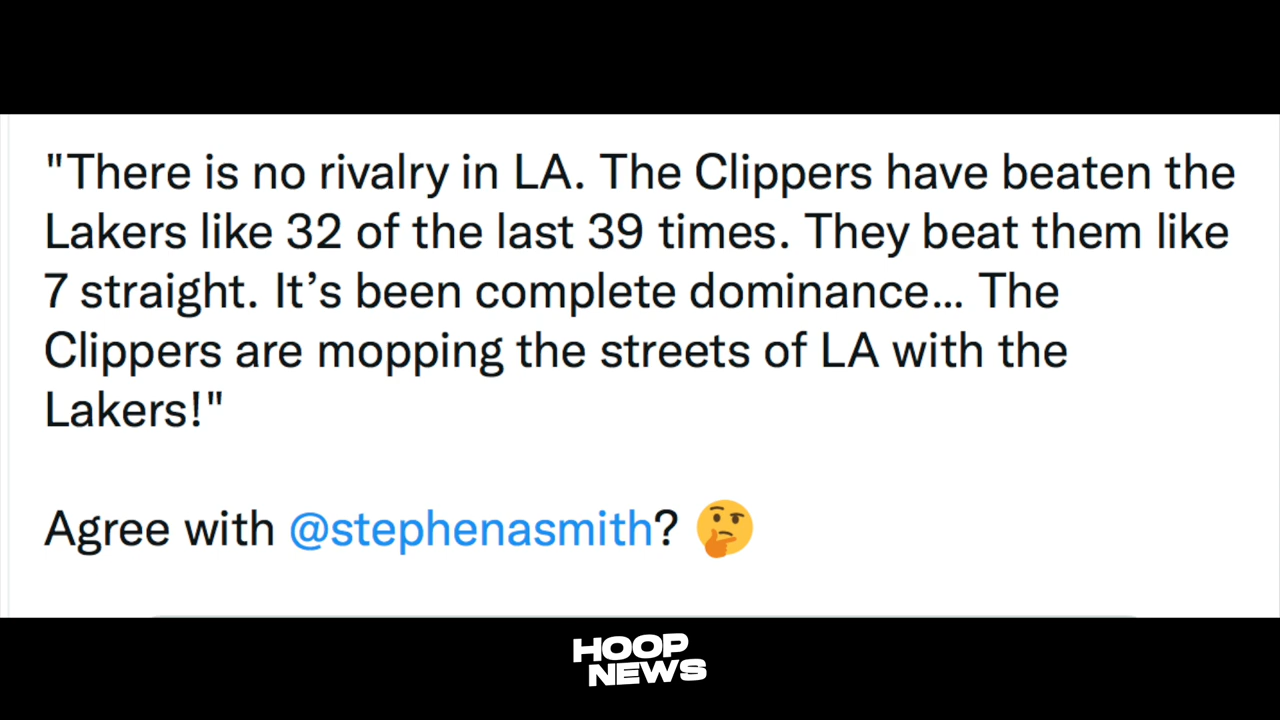 "There is no rivalry in LA. The Clippers have beaten the
Lakers like 32 of the last 39 times. They beat them like
7 straight. It’s been complete dominance... The
Clippers are mopping the streets of LA with the
Lakers!"
Agree with @stephenasmith? 🤔
HOOP
NEWS